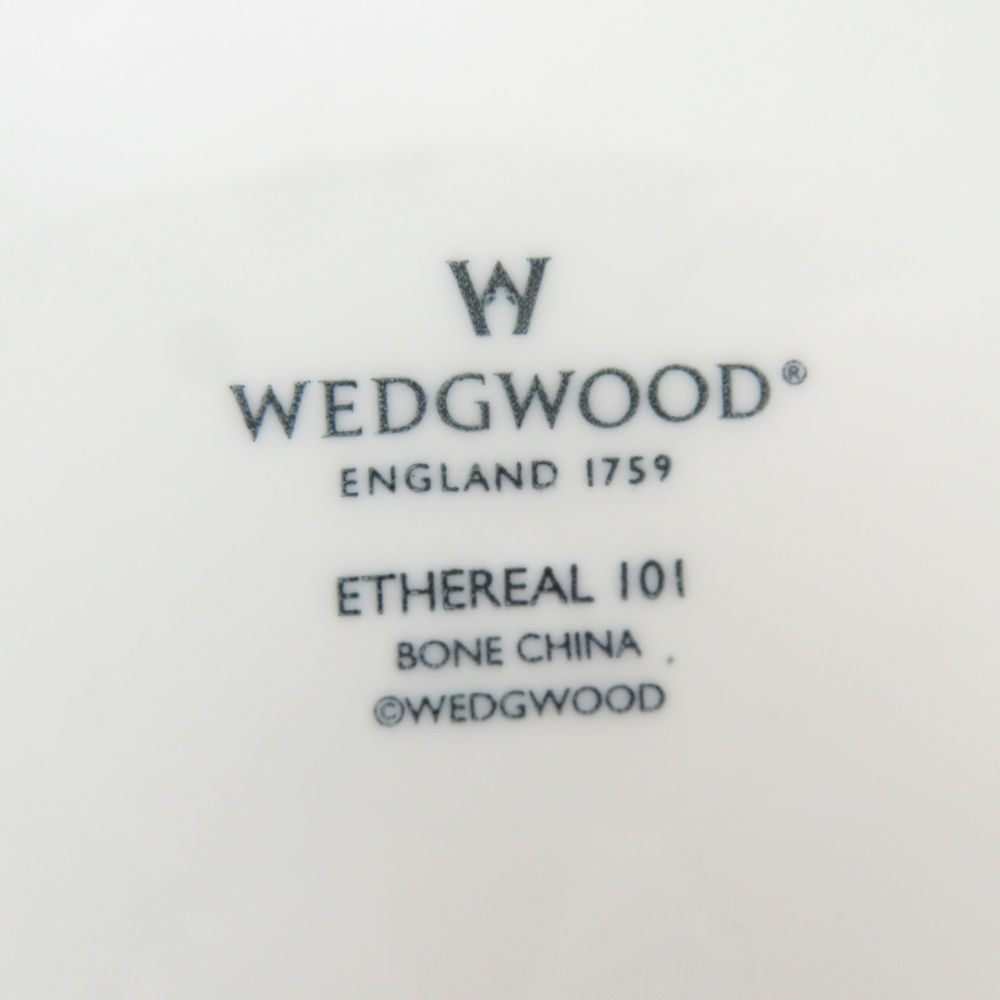 W
WEDGWOOD®
ENGLAND 1759
ETHEREAL 101
BONE CHINA
©WEDGWOOD